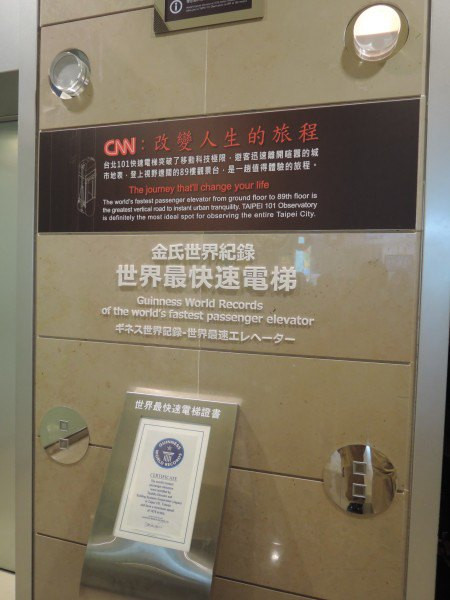 CNN：改變人生的旅程
台北101快速電梯突破了移動科技極限，遊客迅速離開喧囂的城
市地表，登上視野遼闊的89樓觀景台，是一趟值得體驗的旅程。
The journey that'll change your life
The world's fastest passenger elevator from ground floor to 89th floor is
the greatest vertical road to instant urban tranquility. TAIPEI 101 Observatory
is definitely the most ideal spot for observing the entire Taipei City.
金氏世界紀錄
世界最快速電梯
Guinness World Records
of the world's fastest passenger elevator
ギネス世界記録-世界最速エレベーター
世界最快速電梯證書
CERTIFICATE